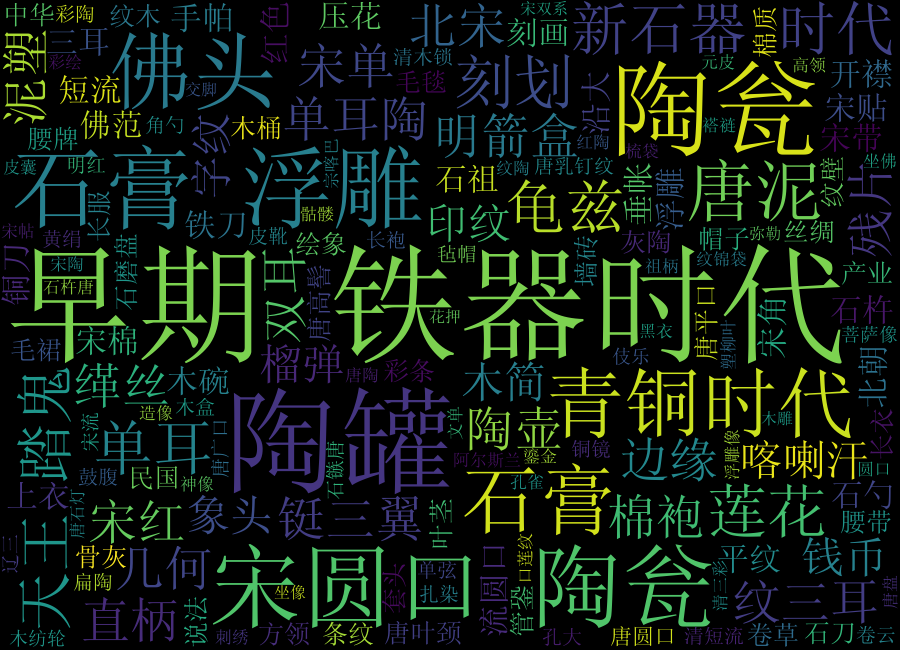 中华 彩陶 纹木 手帕 红色 压花 北宋 宋双系 刻画 新石器 棉质 时代
泥塑 三耳 彩绘 佛头 交脚 宋单 清木锁 毛毯 刻划 沿大 陶瓮 元皮 高领 开襟
短流 佛范 角勺 木桶 单耳陶 明箭盒 红陶 褡裢 宋贴 宋带
腰牌 字纹 梳袋 纹陶 唐乳钉纹 坐佛
皮囊 明红 石膏 浮雕 石祖 龟兹 垂帐 浮雕 唐泥 纹壁 残片
宋帖 黄绢 长服 铁刀 皮靴 骷髅 绘象 长袍 印纹 毡帽 墙砖 灰陶 帽子 弥勒 丝绸
铜刀 宋陶 石杵唐 石磨盘 双耳 唐高髻 祖柄 纹锦袋 产业
早期 铁器时代 花押 黑衣 唐平口 宋角 石杵 菩萨像
毛裙 宋棉 榴弹 唐陶 彩条 伎乐 塑柳叶 北朝
踏鬼 缂丝 木碗 木盒 造像 陶罐 木简 青铜时代 木雕 长衣
宋流 单耳 唐广口 文单 陶壶 阿尔斯兰 鎏金 铜镜 边缘 浮雕像 喀喇汗 圆口
上衣 鼓腹 民国 神像 石镞唐 孔雀 石膏 石勺
天王 唐石灯 宋红 象头 铤三翼 叶茎 棉袍 莲花 腰带
辽三 骨灰 几何 宋圆口 坐像 套头 单弦 扎染 流圆口 口莲纹 陶瓮 平纹 钱币
扁陶 管銎 清三彩 纹三耳 唐盘
木纺轮 直柄 说法 刺绣 方领 条纹 唐叶颈 孔大 唐圆口 清短流 卷草 石刀 卷云